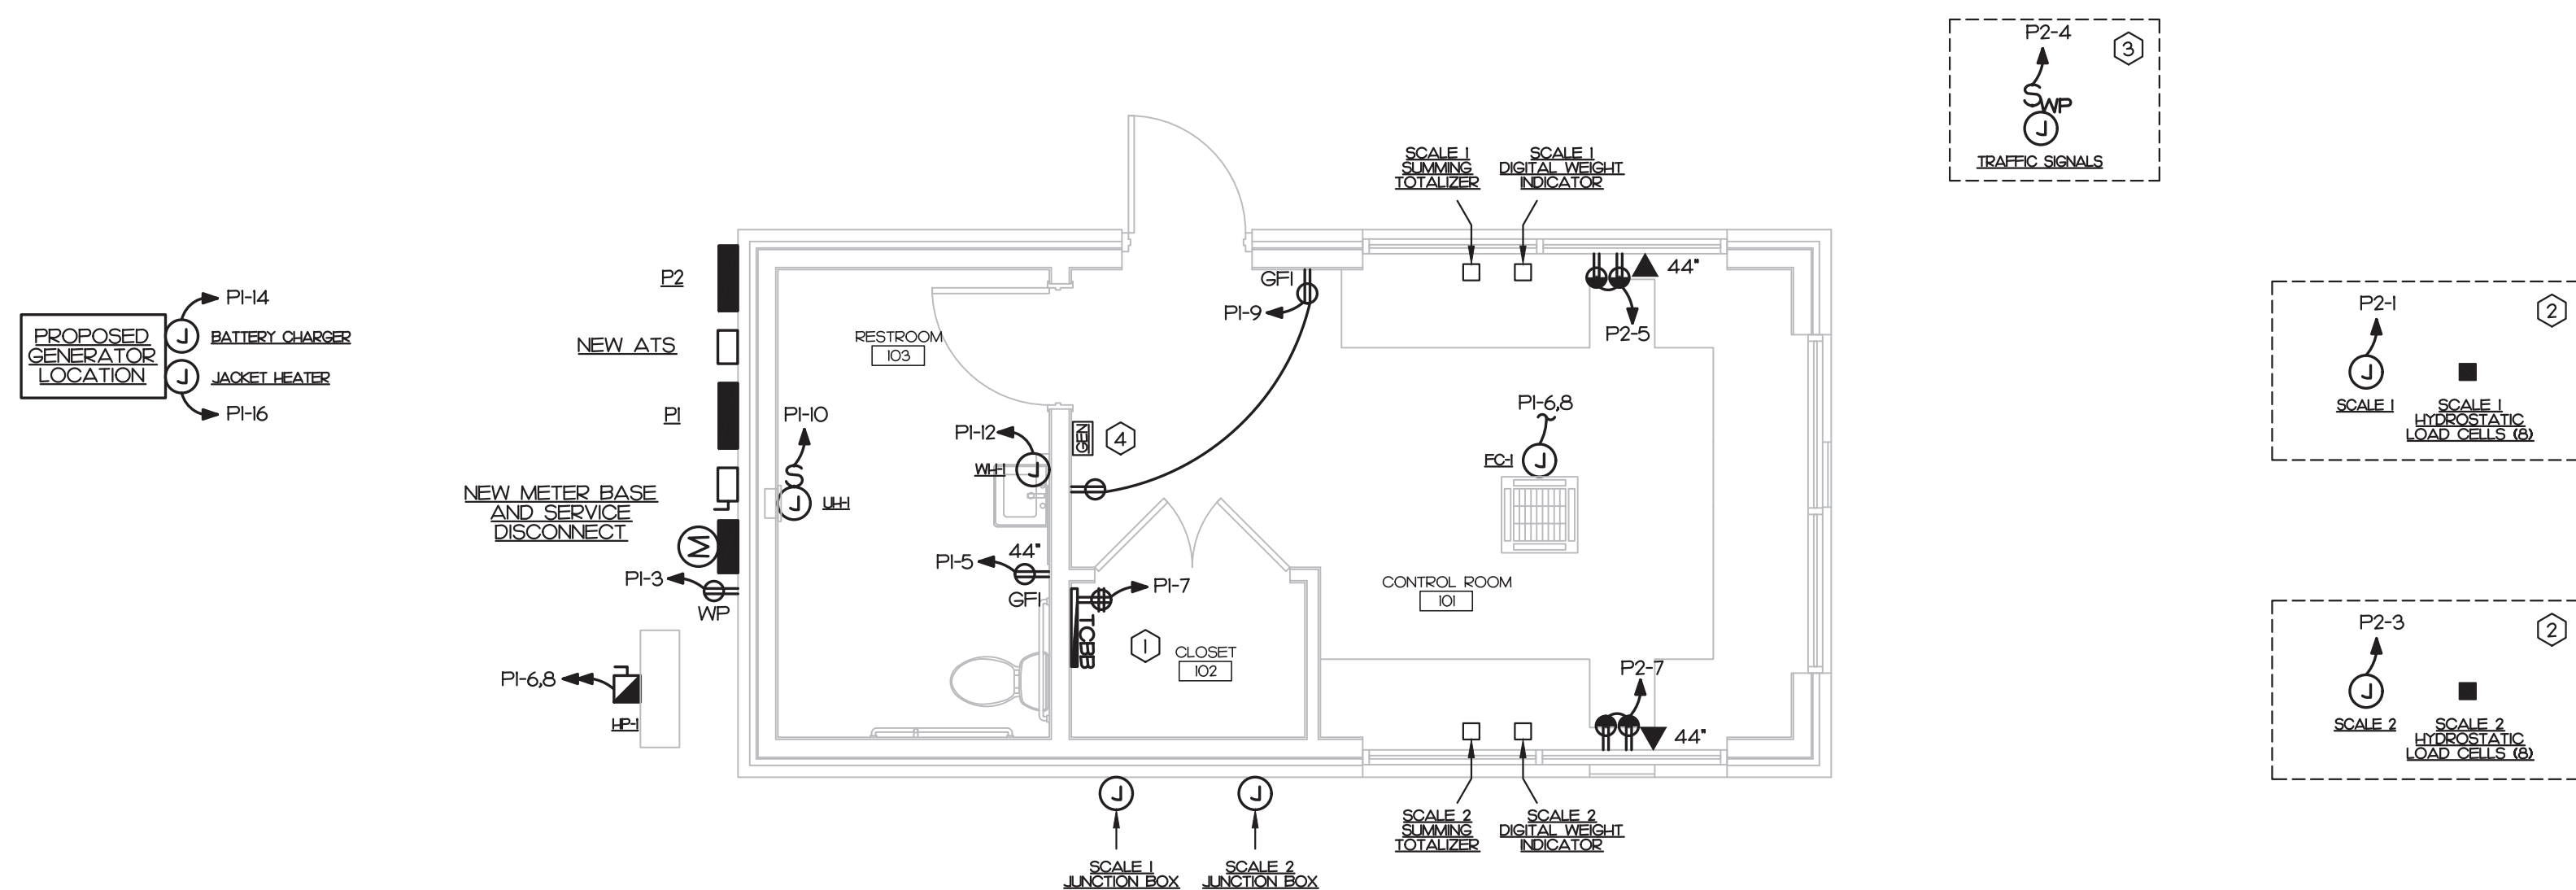 P2-4
3
S
WP
J
TRAFFIC SIGNALS
SCALE 1
SUMMING
TOTALIZER
SCALE 1
DIGITAL WEIGHT
INDICATOR
P2
NEW ATS
P1
NEW METER BASE
AND SERVICE
DISCONNECT
M
P1-3
WP
P1-6,8
HP-1
PROPOSED
GENERATOR
LOCATION
P1-14
J
BATTERY CHARGER
J
JACKET HEATER
P1-16
RESTROOM
103
P1-10
S
J
UH-1
P1-12
WH-1
J
GEN
4
P1-5
44"
GFI
GFI
P1-9
P1-7
TCBB
1
CLOSET
102
44"
P2-5
P1-6,8
FC-1
J
CONTROL ROOM
101
P2-7
44"
P2-1
2
J
SCALE 1
SCALE 1
HYDROSTATIC
LOAD CELLS (8)
P2-3
2
J
SCALE 2
SCALE 2
HYDROSTATIC
LOAD CELLS (8)
J
SCALE 1
JUNCTION BOX
J
SCALE 2
JUNCTION BOX
SCALE 2
SUMMING
TOTALIZER
SCALE 2
DIGITAL WEIGHT
INDICATOR